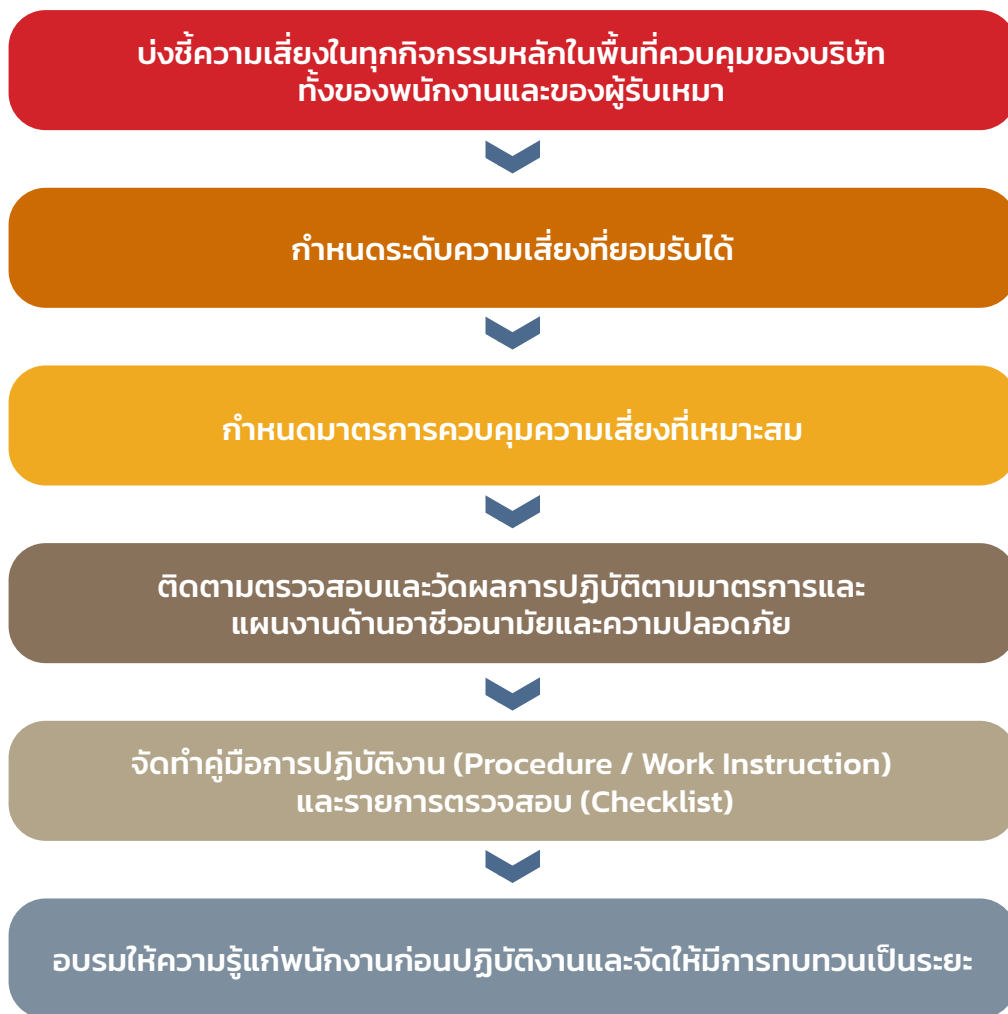 บ่งชี้ความเสี่ยงในทุกกิจกรรมหลักในพื้นที่ควบคุมของบริษัท
ทั้งของพนักงานและของผู้รับเหมา
กำหนดระดับความเสี่ยงที่ยอมรับได้
กำหนดมาตรการควบคุมความเสี่ยงที่เหมาะสม
ติดตามตรวจสอบและวัดผลการปฏิบัติตามมาตรการและ
แผนงานด้านอาชีวอนามัยและความปลอดภัย
จัดทำคู่มือการปฏิบัติงาน (Procedure / Work Instruction)
และรายการตรวจสอบ (Checklist)
อบรมให้ความรู้แก่พนักงานก่อนปฏิบัติงานและจัดให้มีการทบทวนเป็นระยะ